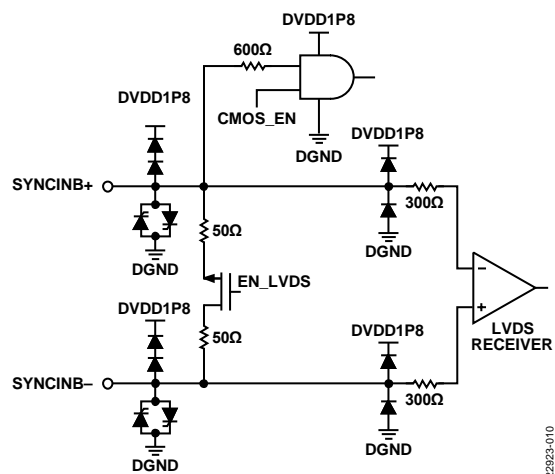 DVDD1P8
600Ω
DVDD1P8
CMOS_EN
DGND
DVDD1P8
SYNCINB+
300Ω
50Ω
DGND
DGND
EN_LVDS
DVDD1P8
DVDD1P8
50Ω
LVDS
RECEIVER
SYNCINB–
300Ω
DGND
DGND
22923-010